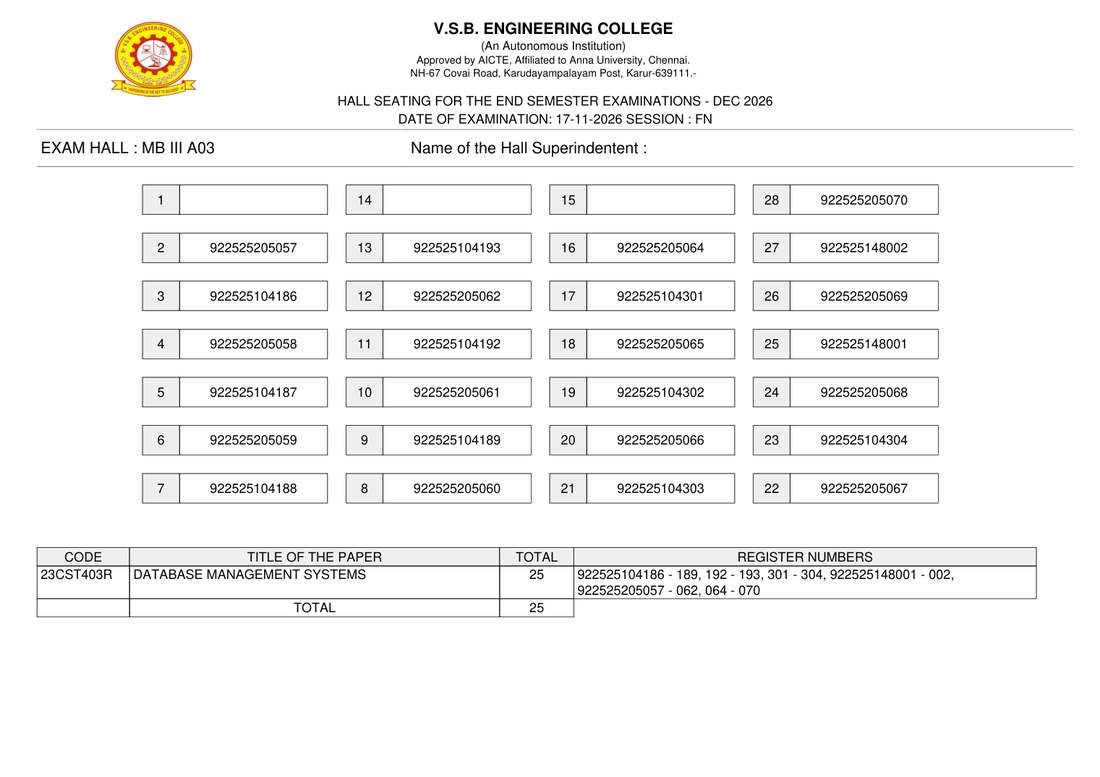 V.S.B. ENGINEERING COLLEGE
(An Autonomous Institution)
Approved by AICTE, Affiliated to Anna University, Chennai.
NH-67 Covai Road, Karudayampalayam Post, Karur-639111.-
HALL SEATING FOR THE END SEMESTER EXAMINATIONS - DEC 2026
DATE OF EXAMINATION: 17-11-2026 SESSION : FN
EXAM HALL : MB III A03 Name of the Hall Superindentent :
1 14 15 28 922525205070
2 922525205057 13 922525104193 16 922525205064 27 922525148002
3 922525104186 12 922525205062 17 922525104301 26 922525205069
4 922525205058 11 922525104192 18 922525205065 25 922525148001
5 922525104187 10 922525205061 19 922525104302 24 922525205068
6 922525205059 9 922525104189 20 922525205066 23 922525104304
7 922525104188 8 922525205060 21 922525104303 22 922525205067
CODE TITLE OF THE PAPER TOTAL REGISTER NUMBERS
23CST403R DATABASE MANAGEMENT SYSTEMS 25 922525104186 - 189, 192 - 193, 301 - 304, 922525148001 - 002,
922525205057 - 062, 064 - 070
TOTAL 25